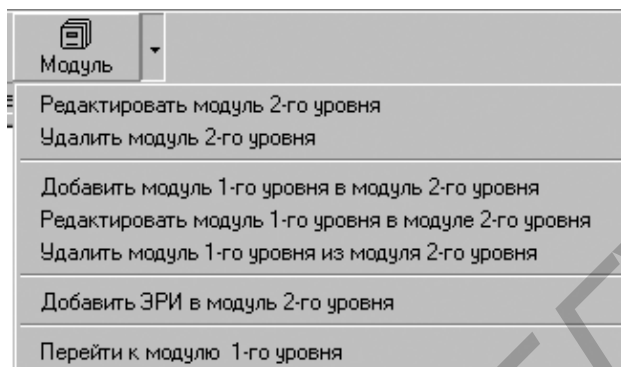 Модуль
Редактировать модуль 2-го уровня
Удалить модуль 2-го уровня
Добавить модуль 1-го уровня в модуль 2-го уровня
Редактировать модуль 1-го уровня в модуле 2-го уровня
Удалить модуль 1-го уровня из модуля 2-го уровня
Добавить ЭРИ в модуль 2-го уровня
Перейти к модулю 1-го уровня